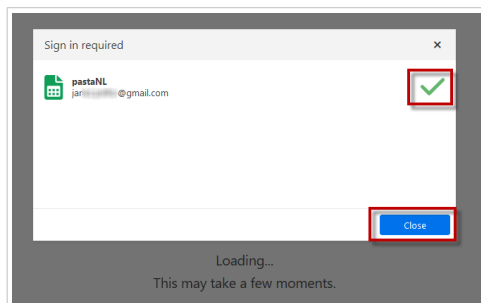 Sign in required
pastaNL
@gmail.com
Close
Loading...
This may take a few moments.